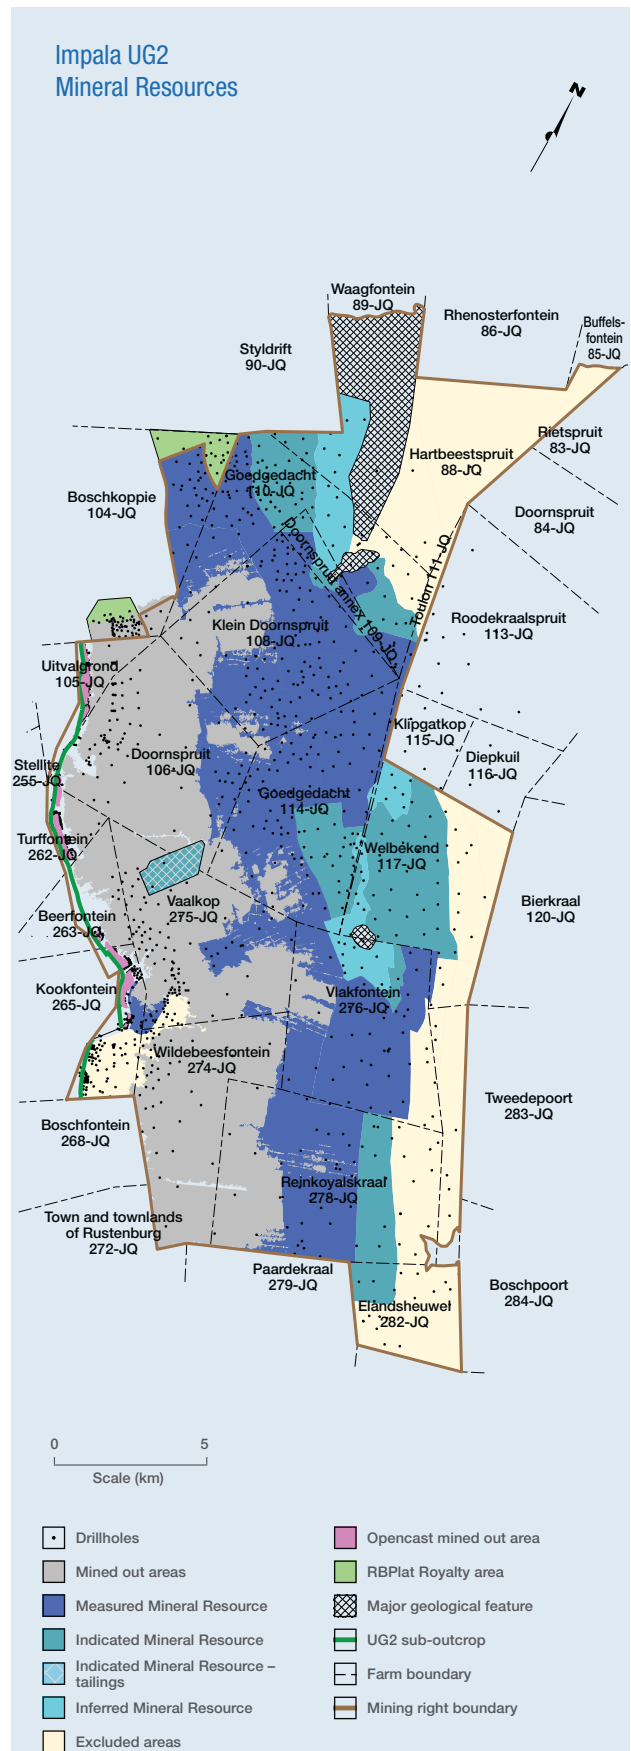 Impala UG2
Mineral Resources
N
Waagfontein
89-JQ
Rhenosterfontein
86-JQ
Buffels-
fontein
85-JQ
Styldrift
90-JQ
Rietspruit
83-JQ
Hartbeestspruit
88-JQ
Goedgedacht
110-JQ
Boschkoppie
104-JQ
Doornspruit
84-JQ
Doornspruit annex 109-JQ
Toulon 111-JQ
Klein Doornspruit
108-JQ
Roodekraalspruit
113-JQ
Uitvalgrond
105-JQ
Klipgatkop
115-JQ
Doornspruit
106-JQ
Diepkuil
116-JQ
Stellite
255-JQ
Goedgedacht
114-JQ
Turffontein
262-JQ
Welbekend
117-JQ
Vaalkop
275-JQ
Bierkraal
120-JQ
Beerfontein
263-JQ
Kookfontein
265-JQ
Vlakfontein
276-JQ
Wildebeesfontein
274-JQ
Tweedepoort
283-JQ
Boschfontein
268-JQ
Reinkoyalskraal
278-JQ
Town and townlands
of Rustenburg
272-JQ
Paardekraal
279-JQ
Boschpoort
284-JQ
Elandsheuwel
282-JQ
0 5
Scale (km)
Drillholes
Mined out areas
Measured Mineral Resource
Indicated Mineral Resource
Indicated Mineral Resource –
tailings
Inferred Mineral Resource
Excluded areas
Opencast mined out area
RBPlat Royalty area
Major geological feature
UG2 sub-outcrop
Farm boundary
Mining right boundary